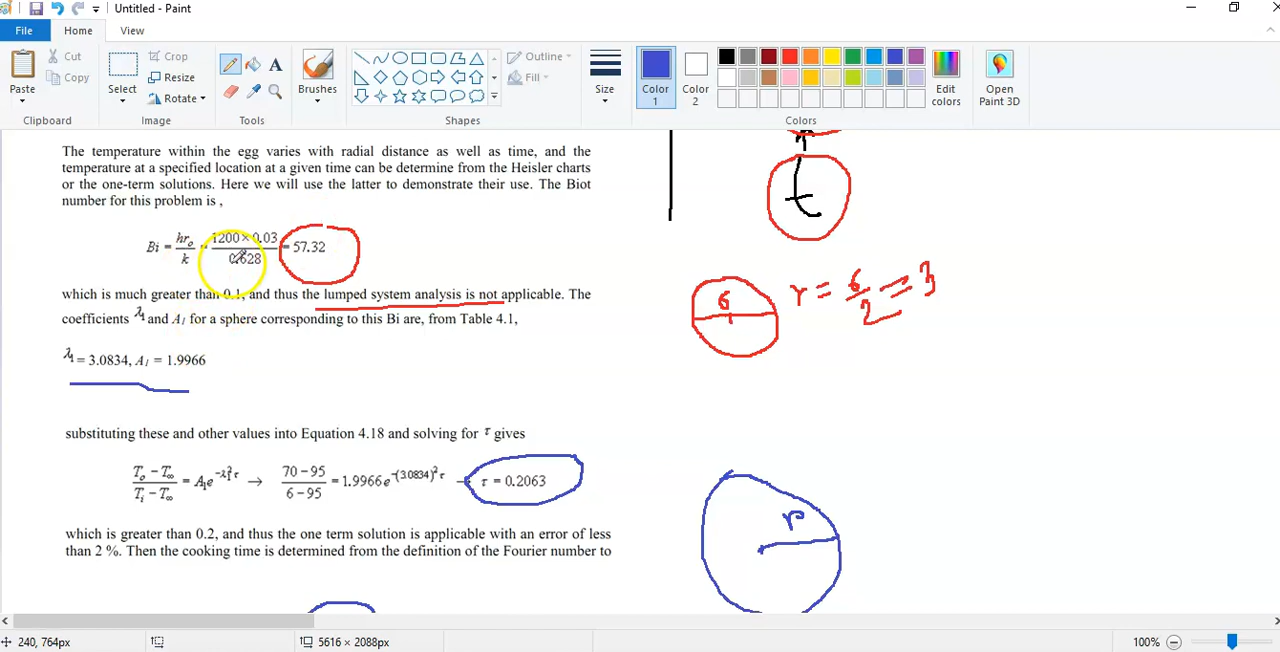 Untitled - Paint
File Home View
Paste
Cut
Copy
Clipboard
Select
Crop
Resize
Rotate
Image
A
Tools
Brushes
Outline
Fill
Shapes
Size
Color 1
Color 2
Edit colors
Colors
Open Paint 3D
The temperature within the egg varies with radial distance as well as time, and the
temperature at a specified location at a given time can be determine from the Heisler charts
or the one-term solutions. Here we will use the latter to demonstrate their use. The Biot
number for this problem is ,
t
Bi = hr₀/k = 1200×0.03/ = 57.32
6 r = 6/2 = 3
which is much greater than 0.1, and thus the lumped system analysis is not applicable. The
coefficients λ₁ and A₁ for a sphere corresponding to this Bi are, from Table 4.1,
λ₁ = 3.0834, A₁ = 1.9966
substituting these and other values into Equation 4.18 and solving for τ gives
(T₀ − T∞)/(Tᵢ − T∞) = A₁e^(−λ₁²τ) → (70 − 95)/(6 − 95) = 1.9966e^(−(3.0834)²τ) → τ = 0.2063
r
which is greater than 0.2, and thus the one term solution is applicable with an error of less
than 2 %. Then the cooking time is determined from the definition of the Fourier number to
240, 764px
5616 × 2088px
100%